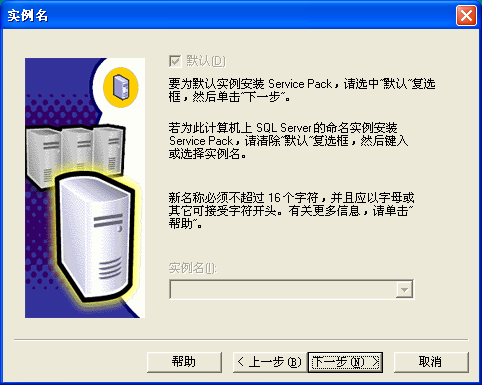 实例名
默认(D)
要为默认实例安装 Service Pack，请选中"默认"复选
框，然后单击"下一步"。
若为此计算机上 SQL Server 的命名实例安装
Service Pack，请清除"默认"复选框，然后键入
或选择实例名。
新名称必须不超过 16 个字符，并且应以字母或
其它可接受字符开头。有关更多信息，请单击"
帮助"。
实例名(I):
帮助
< 上一步(B)
下一步(N) >
取消